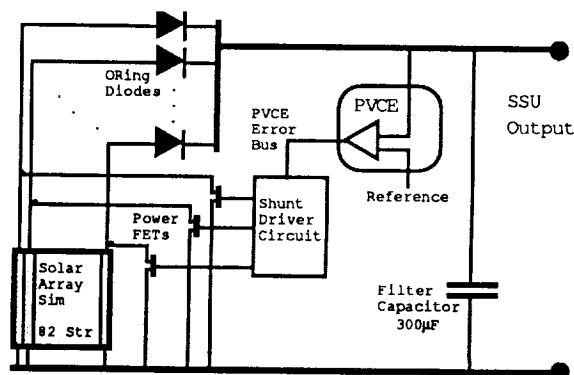 ORing
Diodes
PVCE
Error
Bus
PVCE
SSU
Output
Reference
Shunt
Driver
Circuit
Power
FETs
Solar
Array
Sim
82 Str
Filter
Capacitor
300µF